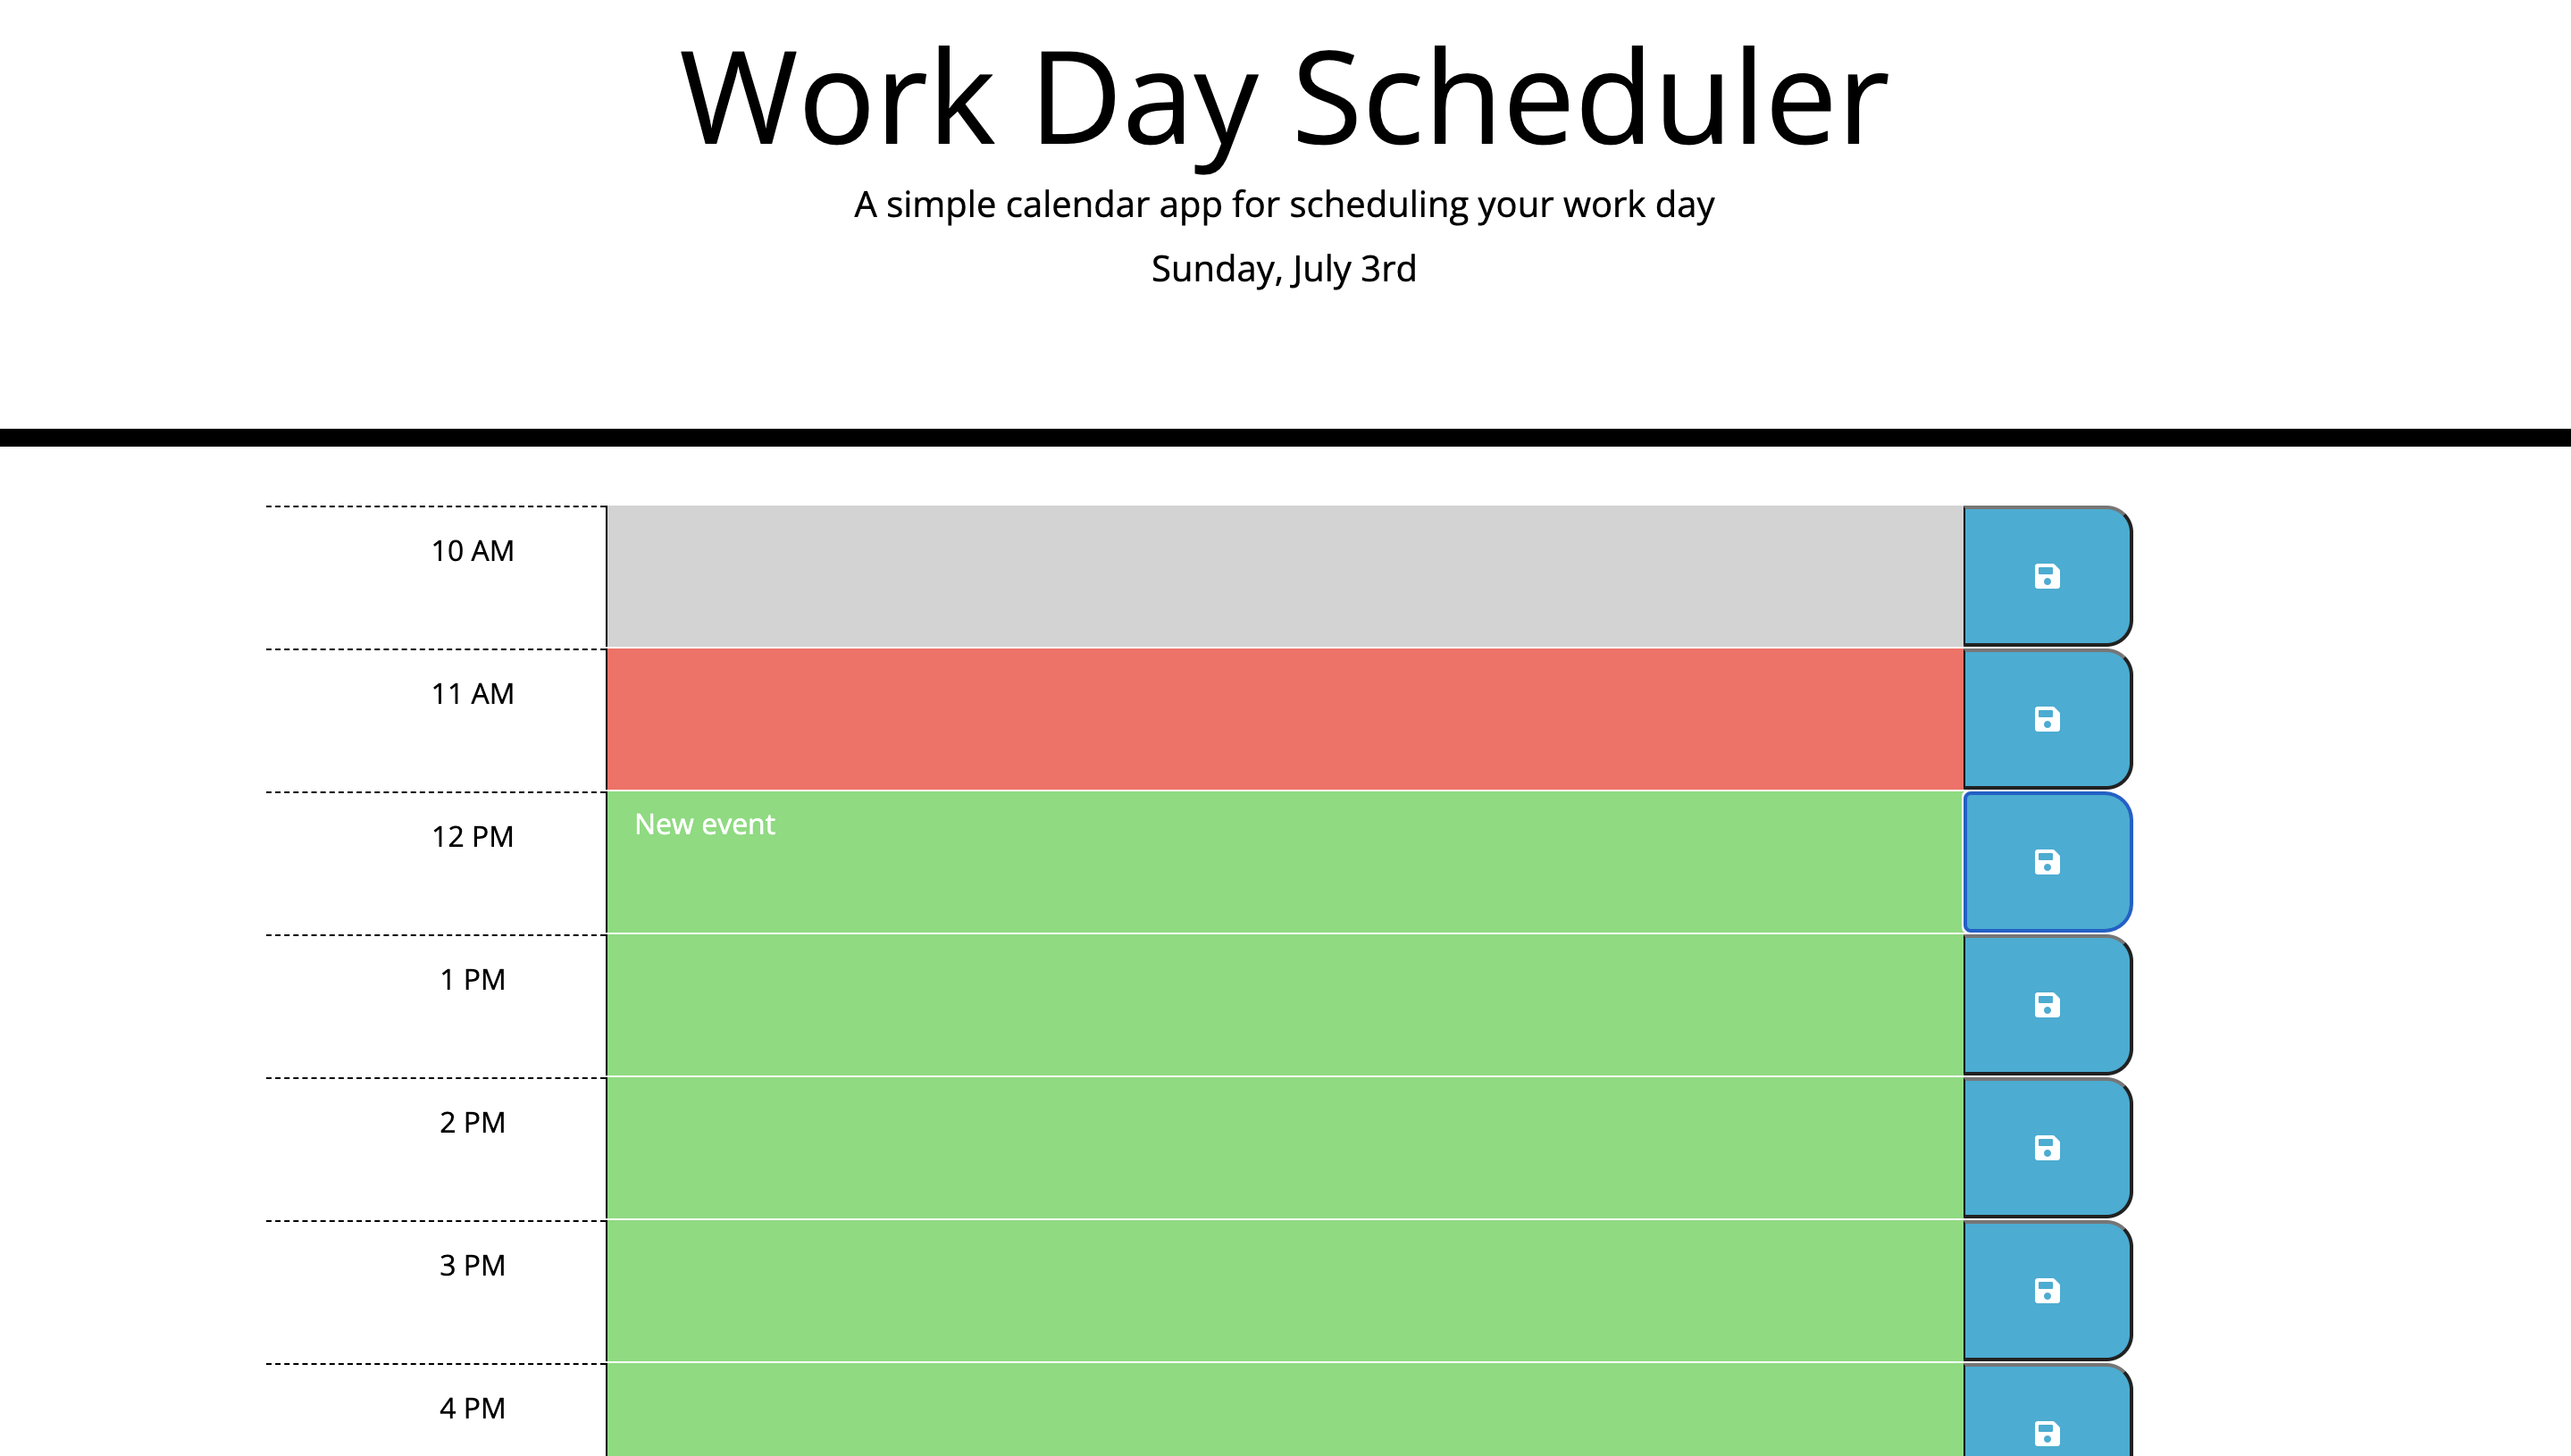 Work Day Scheduler
A simple calendar app for scheduling your work day
Sunday, July 3rd
10 AM
11 AM
12 PM
New event
1 PM
2 PM
3 PM
4 PM